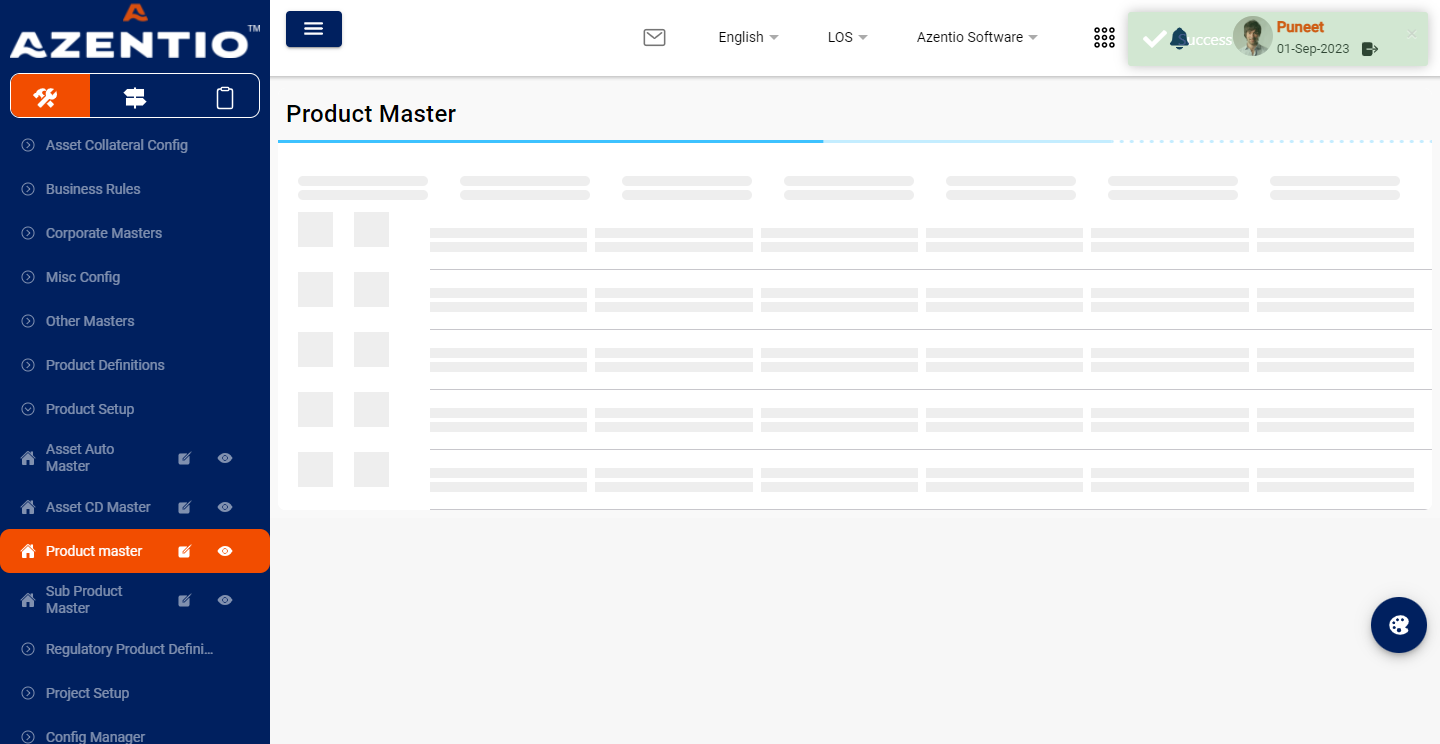 AZENTIO™
English
LOS
Azentio Software
Success
Puneet
01-Sep-2023
×
Product Master
Asset Collateral Config
Business Rules
Corporate Masters
Misc Config
Other Masters
Product Definitions
Product Setup
Asset Auto
Master
Asset CD Master
Product master
Sub Product
Master
Regulatory Product Defini...
Project Setup
Config Manager